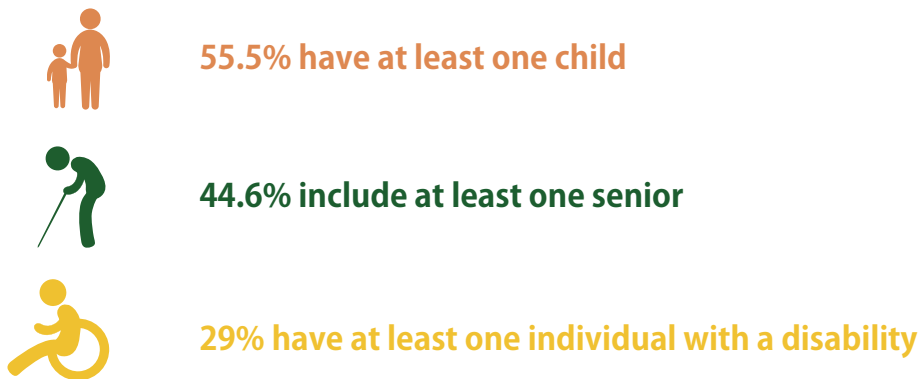 55.5% have at least one child
44.6% include at least one senior
29% have at least one individual with a disability